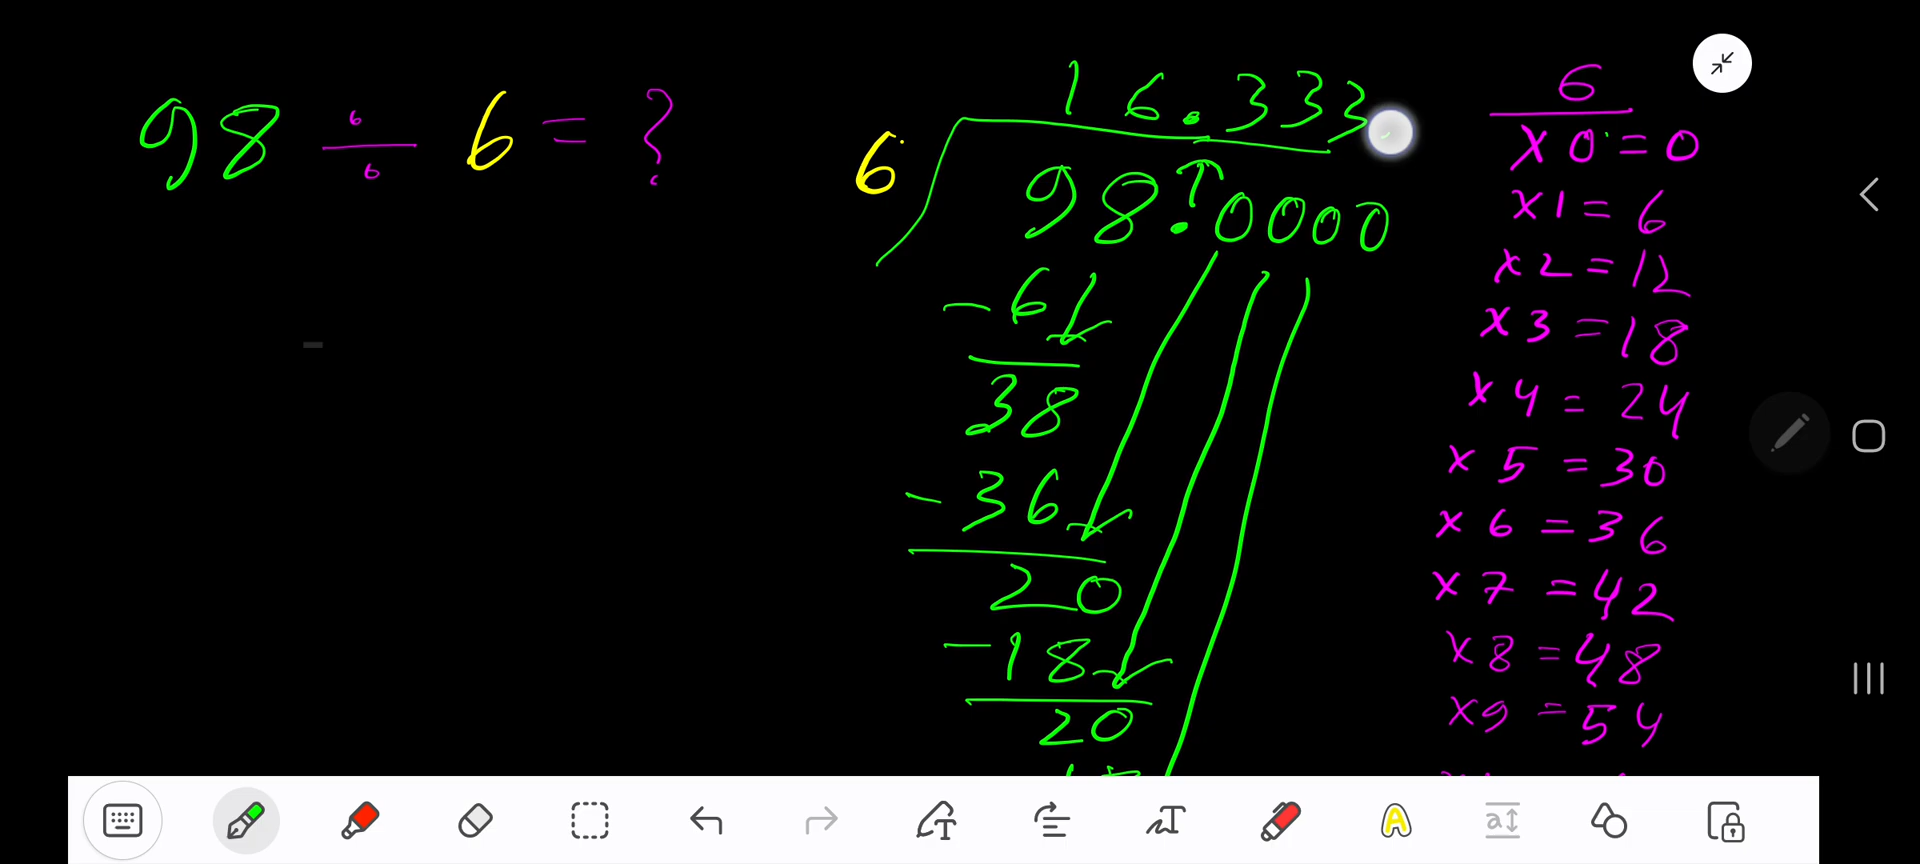 98 ÷ 6 = ?
16.333
6 98.0000
- 6
38
- 36
20
- 18
20
6
x 0 = 0
x 1 = 6
x 2 = 12
x 3 = 18
x 4 = 24
x 5 = 30
x 6 = 36
x 7 = 42
x 8 = 48
x 9 = 54